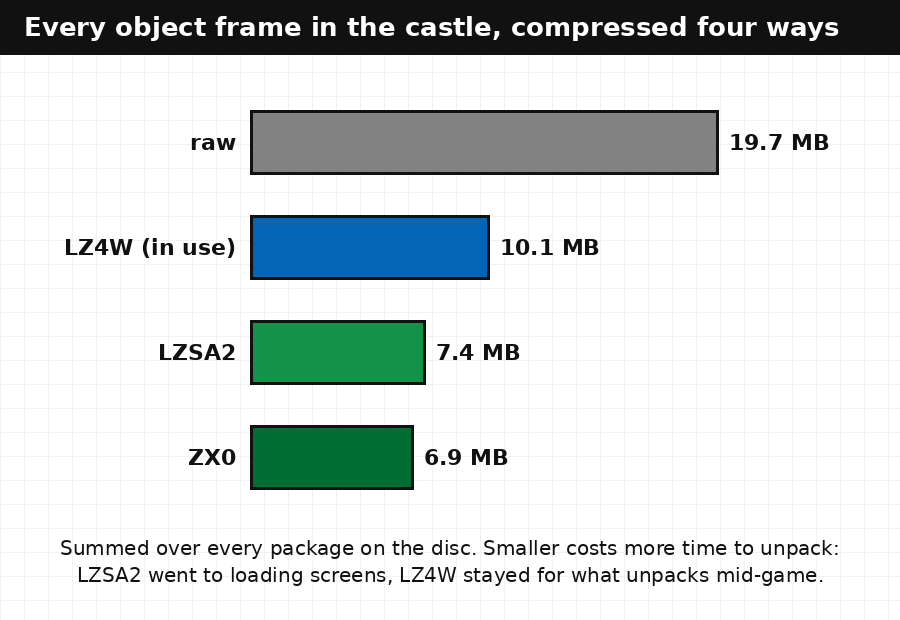 Every object frame in the castle, compressed four ways
raw 19.7 MB
LZ4W (in use) 10.1 MB
LZSA2 7.4 MB
ZX0 6.9 MB
Summed over every package on the disc. Smaller costs more time to unpack:
LZSA2 went to loading screens, LZ4W stayed for what unpacks mid-game.